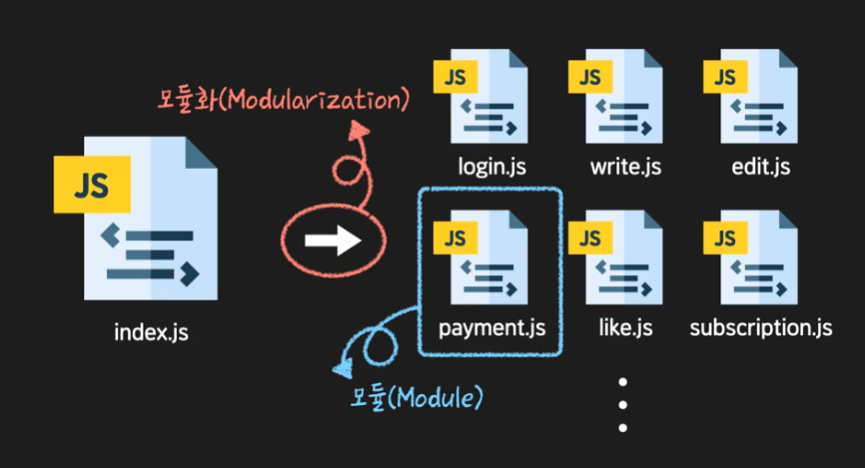 모듈화(Modularization)
JS
JS
JS
login.js
write.js
edit.js
JS
index.js
JS
JS
JS
payment.js
like.js
subscription.js
모듈(Module)